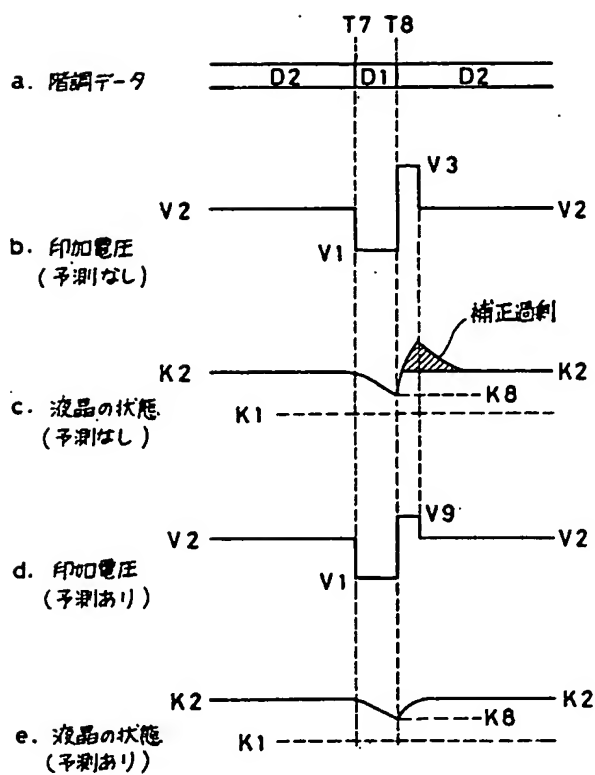 T7 T8
a. 階調データ
D2 D1 D2
V3
V2 V2
b. 印加電圧
(予測なし)
V1
補正過剰
K2 K2
K8
c. 液晶の状態
(予測なし)
K1
V9
V2 V2
d. 印加電圧
(予測あり)
V1
K2 K2
K8
e. 液晶の状態
(予測あり)
K1